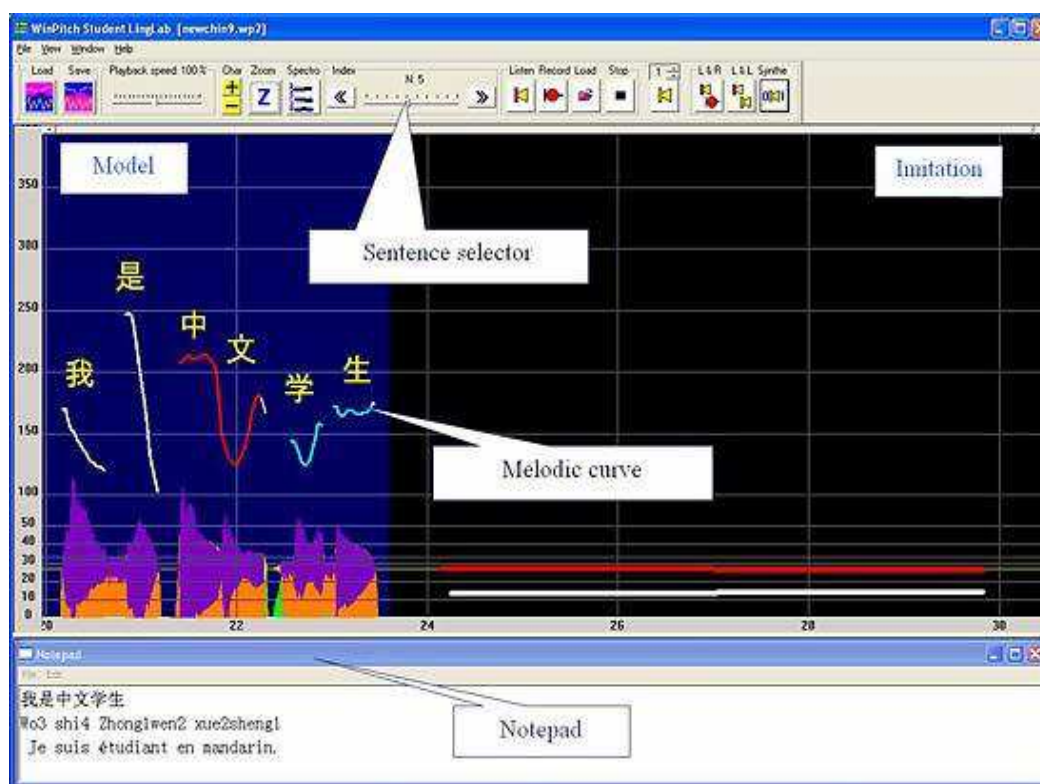 WinPitch Student LingLab [newchin9.wp2]
File View Window Help
Load Save Playback speed 100% Char Zoom Spectro Index N 5 Listen Record Load Stop 1 L & R L & L Synthe
Model
Imitation
Sentence selector
350
300
250
200
150
100
50
40
30
20
10
0
我
是
中
文
学
生
Melodic curve
20 22 24 26 28 30
Notepad
我是中文学生
Wo3 shi4 Zhong1wen2 xue2sheng1
Je suis étudiant en mandarin.
Notepad